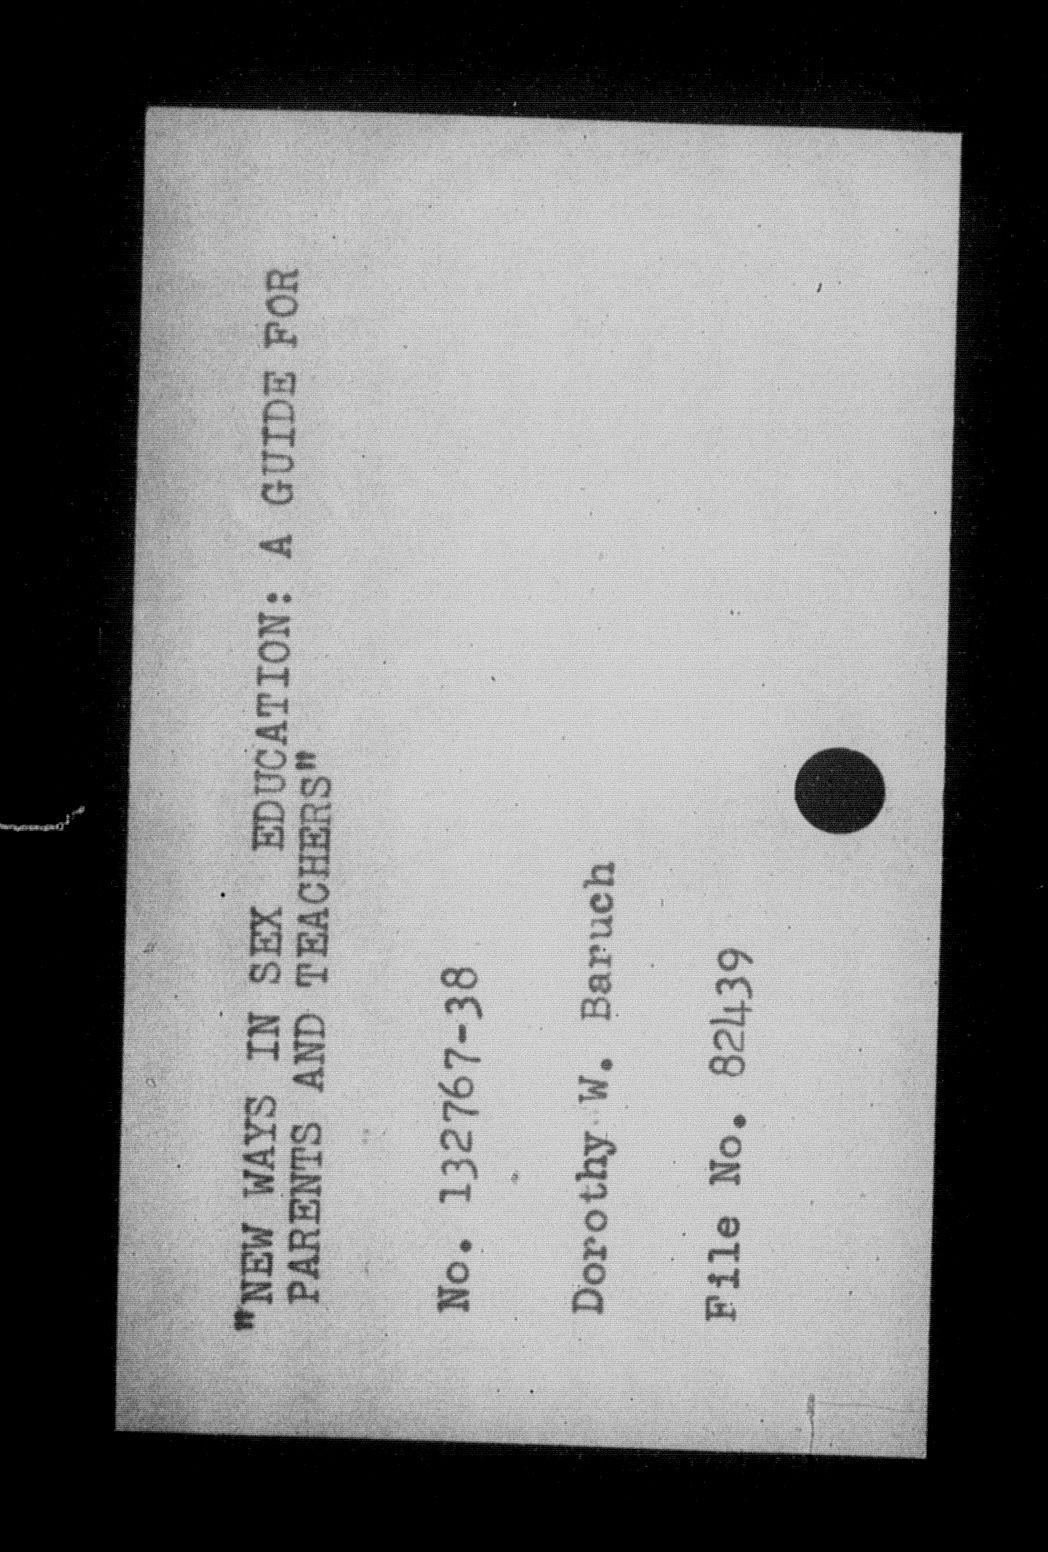 "NEW WAYS IN SEX EDUCATION: A GUIDE FOR
PARENTS AND TEACHERS"
No. 132767-38
Dorothy W. Baruch
File No. 82439